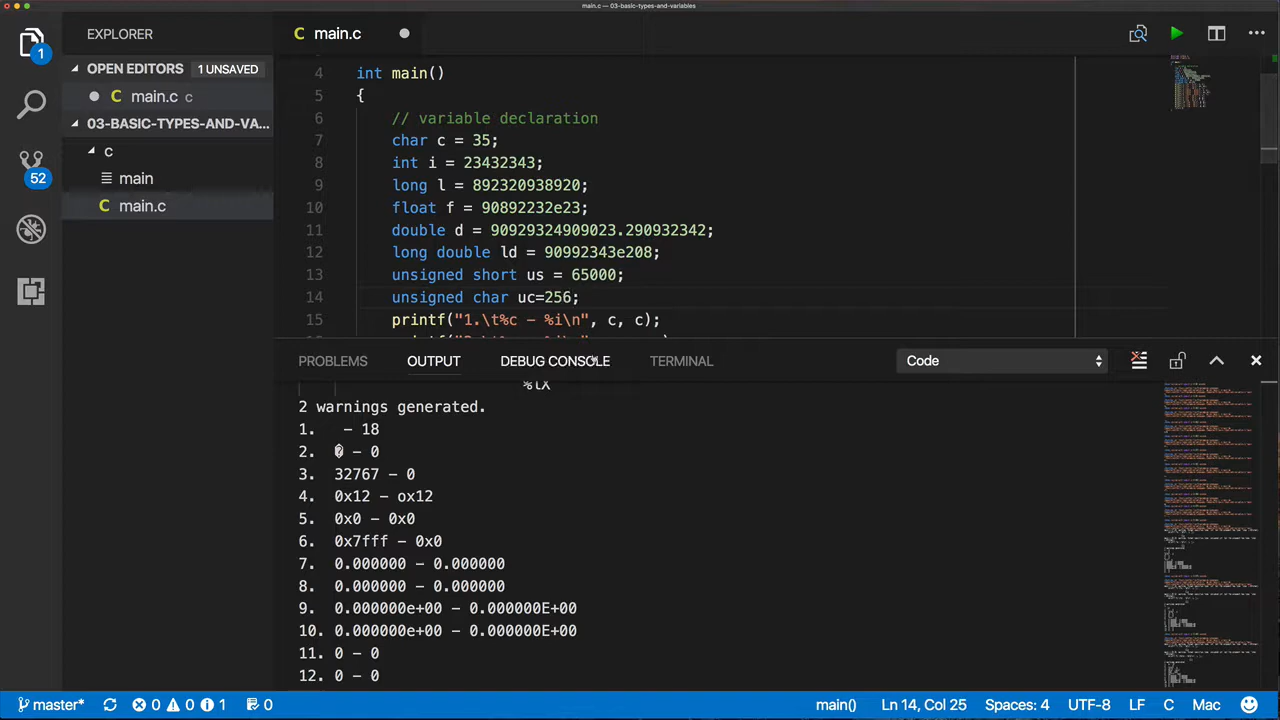 main.c — 03-basic-types-and-variables
EXPLORER
main.c
OPEN EDITORS 1 UNSAVED
main.c c
03-BASIC-TYPES-AND-VA...
c
main
main.c
1
52
4 int main()
5 {
6 // variable declaration
7 char c = 35;
8 int i = 23432343;
9 long l = 892320938920;
10 float f = 90892232e23;
11 double d = 90929324909023.290932342;
12 long double ld = 90992343e208;
13 unsigned short us = 65000;
14 unsigned char uc=256;
15 printf("1.\t%c - %i\n", c, c);
PROBLEMS OUTPUT DEBUG CONSOLE TERMINAL Code
%lX
2 warnings generated.
1. - 18
2. � - 0
3. 32767 - 0
4. 0x12 - ox12
5. 0x0 - 0x0
6. 0x7fff - 0x0
7. 0.000000 - 0.000000
8. 0.000000 - 0.000000
9. 0.000000e+00 - 0.000000E+00
10. 0.000000e+00 - 0.000000E+00
11. 0 - 0
12. 0 - 0
master* 0 0 1 0 main() Ln 14, Col 25 Spaces: 4 UTF-8 LF C Mac